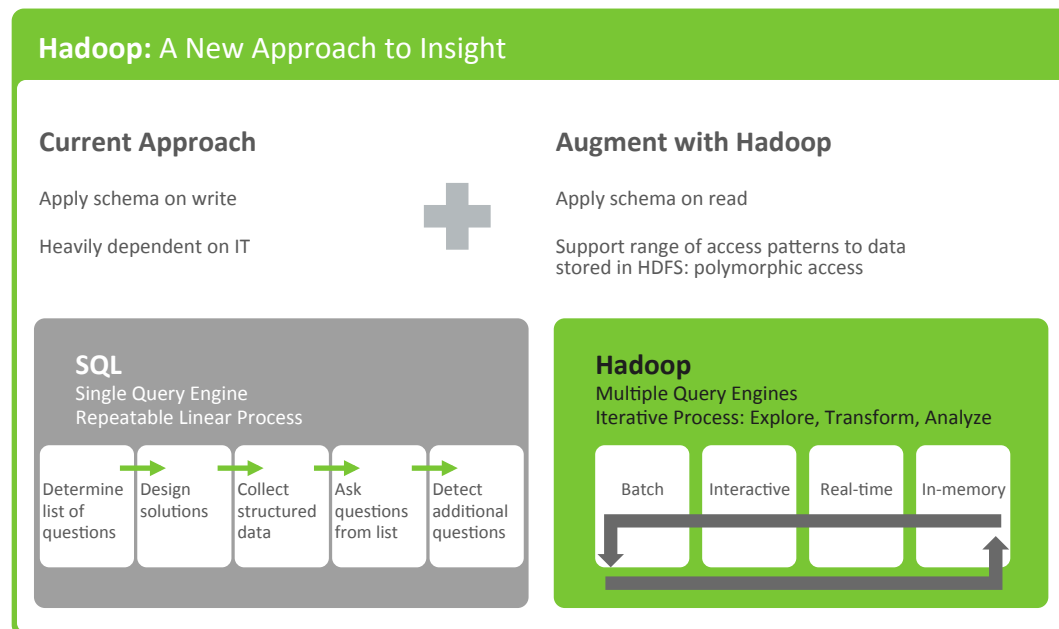 Hadoop: A New Approach to Insight
Current Approach
Apply schema on write
Heavily dependent on IT
Augment with Hadoop
Apply schema on read
Support range of access patterns to data
stored in HDFS: polymorphic access
SQL
Single Query Engine
Repeatable Linear Process
Determine
list of
questions
Design
solutions
Collect
structured
data
Ask
questions
from list
Detect
additional
questions
Hadoop
Multiple Query Engines
Iterative Process: Explore, Transform, Analyze
Batch
Interactive
Real-time
In-memory